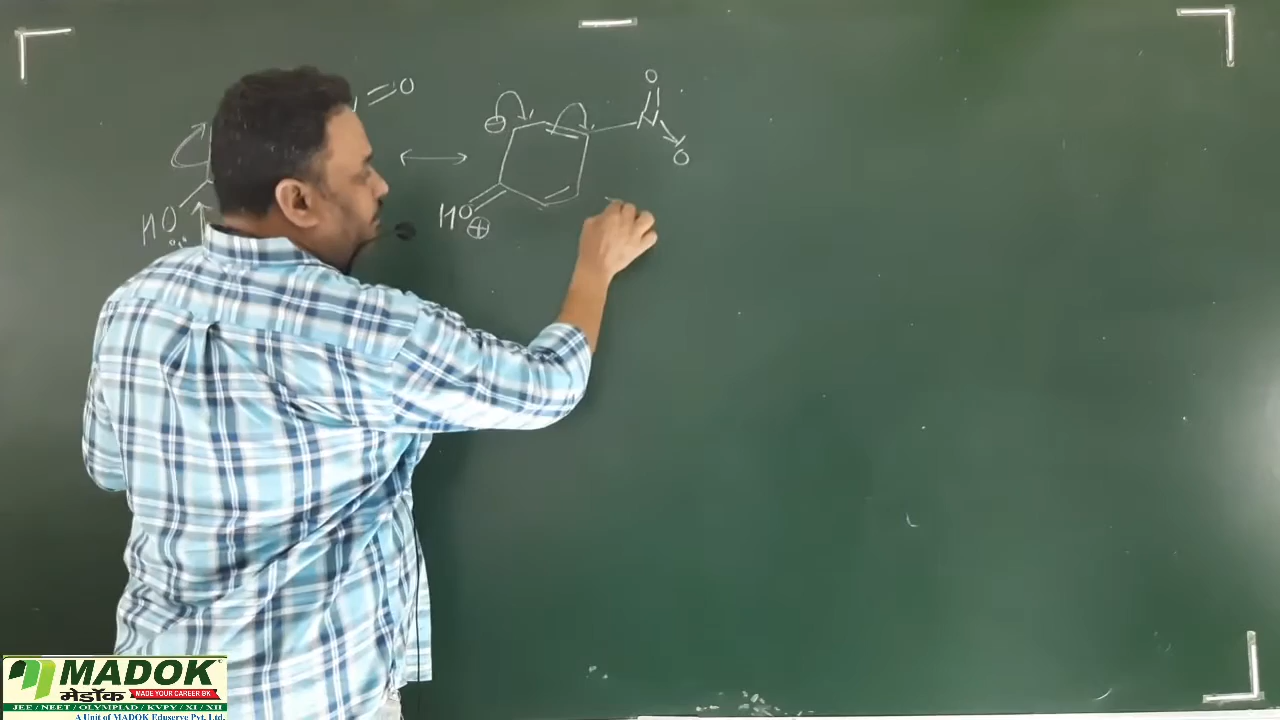 O
O
N
O
HO
HO
MADOK
मेडॉक MADE YOUR CAREER BK
JEE / NEET / OLYMPIAD / KVPY / XI / XII
A Unit of MADOK Eduserve Pvt. Ltd.